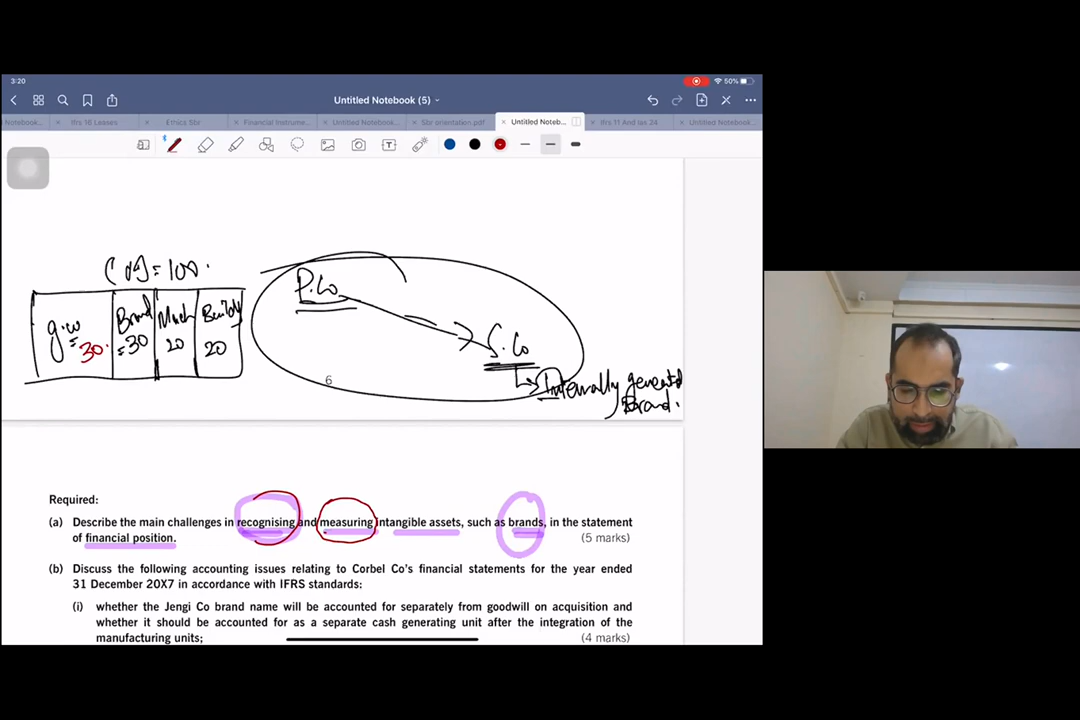 3:20
50%
Untitled Notebook (5)
Notebook...
Ifrs 16 Leases
Ethics Sbr
Financial Instrume...
Untitled Notebook...
Sbr orientation.pdf
Untitled Noteb...
Ifrs 11 And Ias 24
Untitled Notebook...
= 100.
g.w = 30.
Brand = 30
Mach 20
20
P.Co
S.Co
Internally generated
Brand.
6
Required:
(a) Describe the main challenges in recognising and measuring intangible assets, such as brands, in the statement
of financial position. (5 marks)
(b) Discuss the following accounting issues relating to Corbel Co's financial statements for the year ended
31 December 20X7 in accordance with IFRS standards:
(i) whether the Jengi Co brand name will be accounted for separately from goodwill on acquisition and
whether it should be accounted for as a separate cash generating unit after the integration of the
manufacturing units; (4 marks)